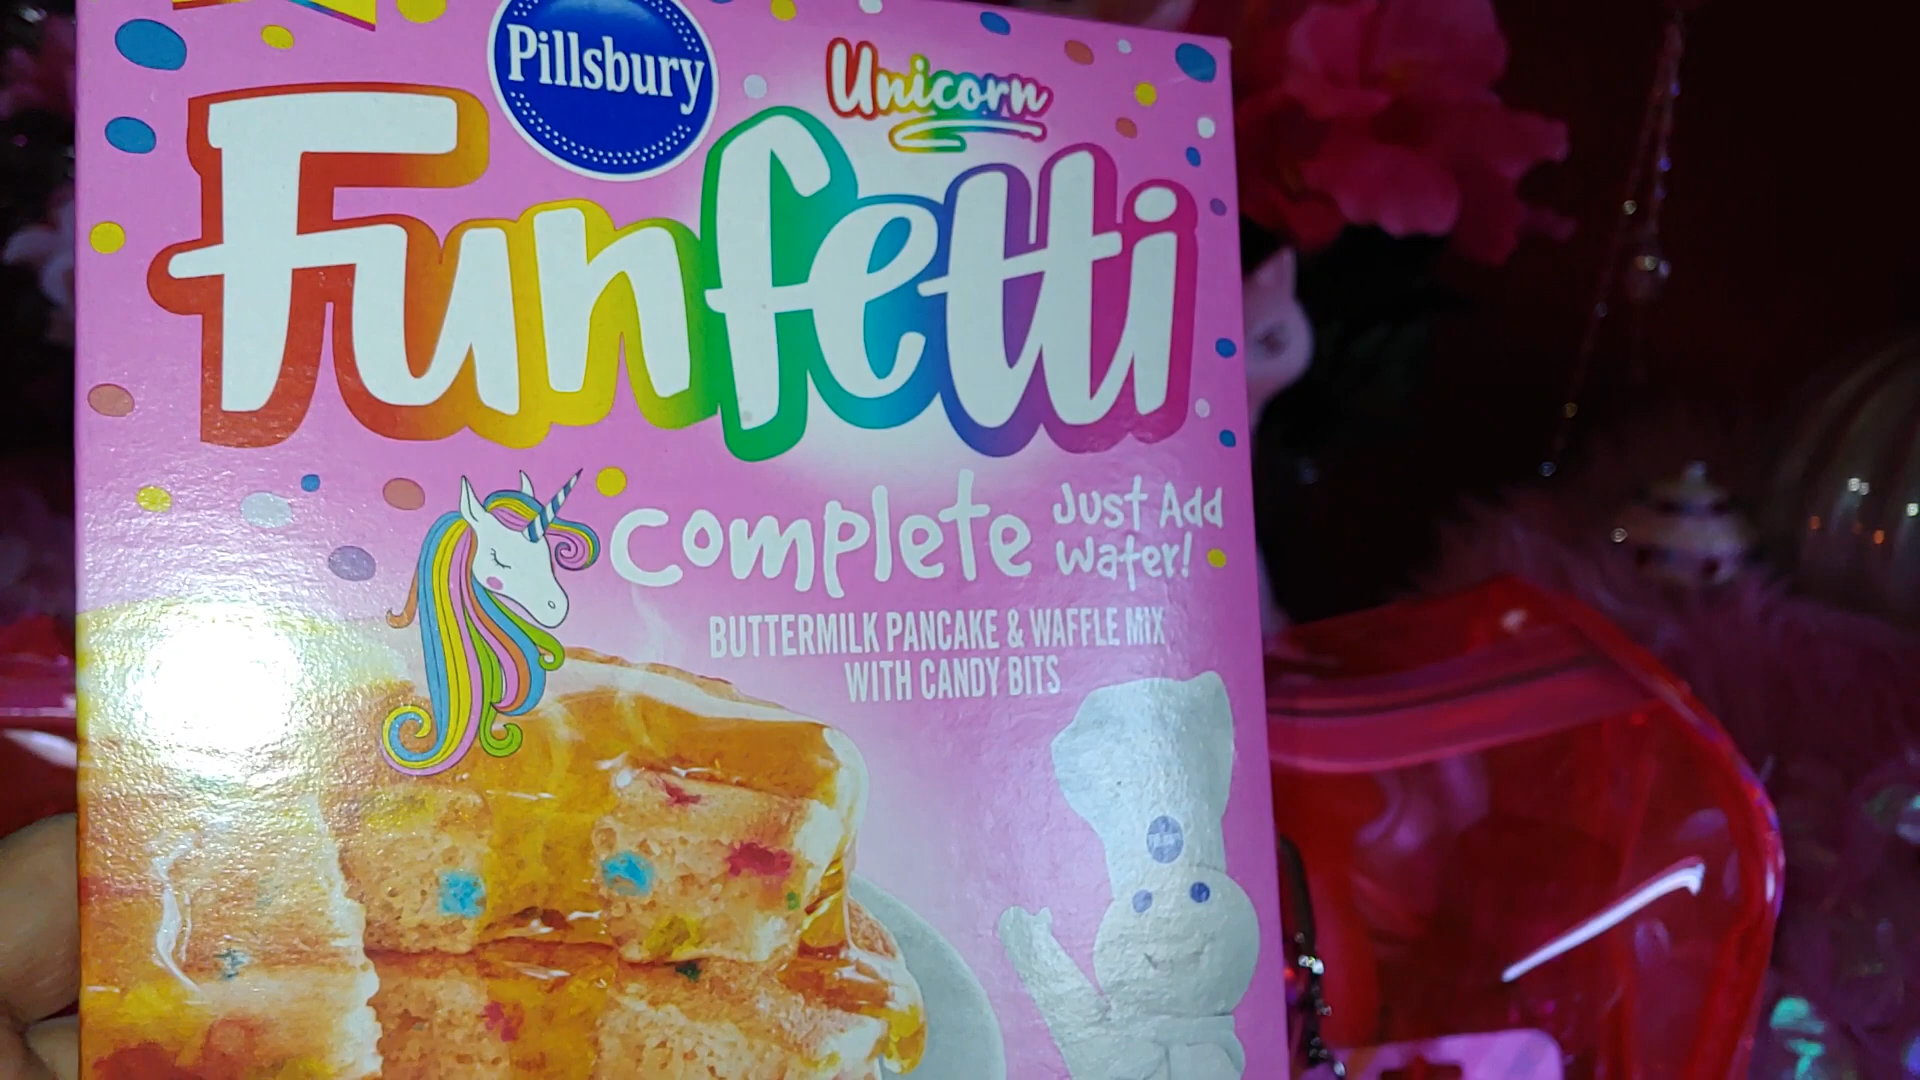 Pillsbury
Unicorn
Funfetti
Complete
Just Add
Water!
BUTTERMILK PANCAKE & WAFFLE MIX
WITH CANDY BITS